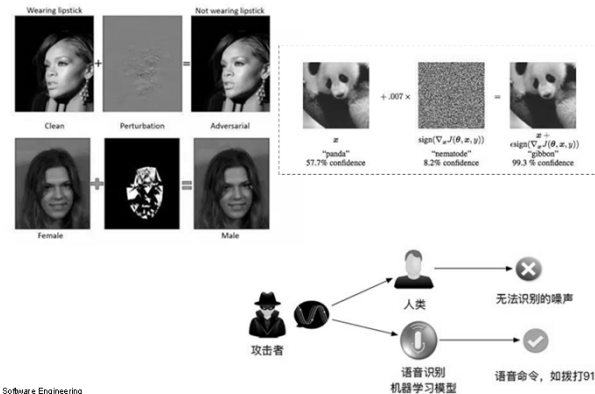 Wearing lipstick
Not wearing lipstick
+
=
Clean
Perturbation
Adversarial
Female
Male
+ .007 ×
=
x
sign(∇ₓJ(θ, x, y))
x +
εsign(∇ₓJ(θ, x, y))
“panda”
“nematode”
“gibbon”
57.7% confidence
8.2% confidence
99.3 % confidence
攻击者
人类
无法识别的噪声
语音识别
机器学习模型
语音命令，如拨打91
Software Engineering